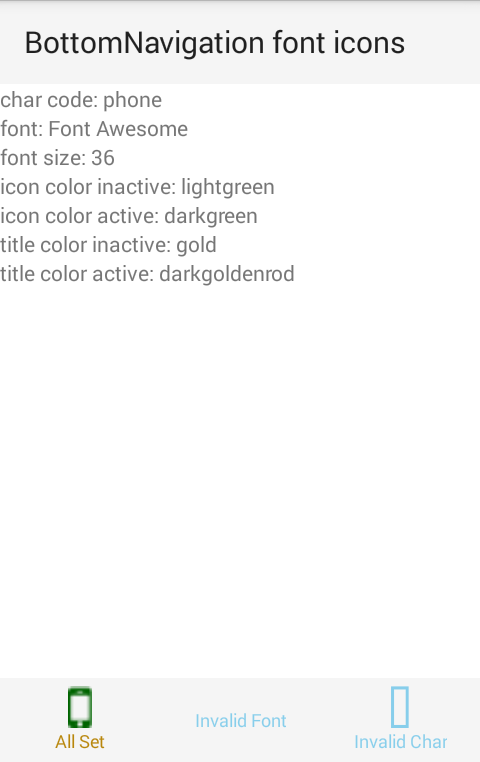 BottomNavigation font icons
char code: phone
font: Font Awesome
font size: 36
icon color inactive: lightgreen
icon color active: darkgreen
title color inactive: gold
title color active: darkgoldenrod
All Set
Invalid Font
Invalid Char